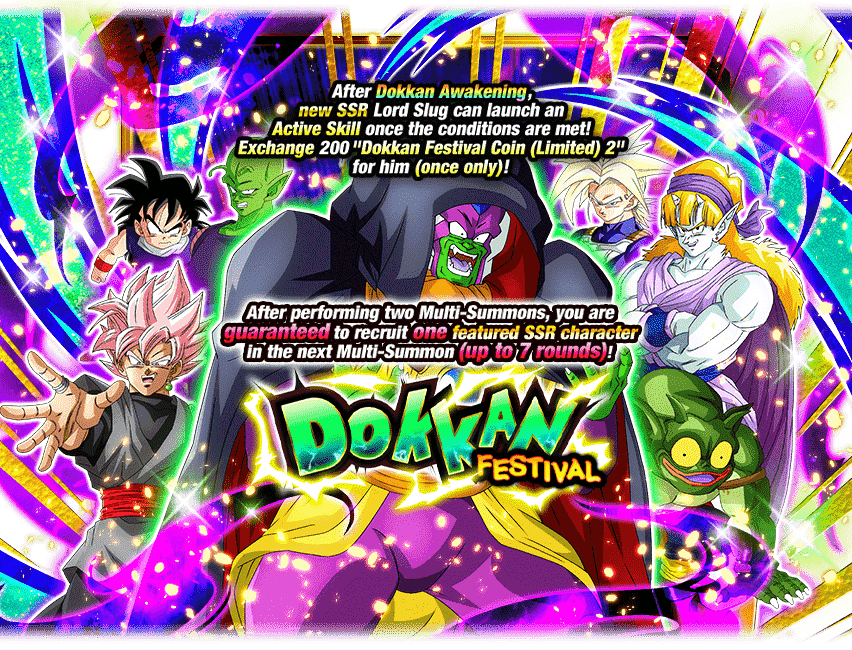 After Dokkan Awakening,
new SSR Lord Slug can launch an
Active Skill once the conditions are met!
Exchange 200 "Dokkan Festival Coin (Limited) 2"
for him (once only)!
After performing two Multi-Summons, you are
guaranteed to recruit one featured SSR character
in the next Multi-Summon (up to 7 rounds)!
DOKKAN
FESTIVAL